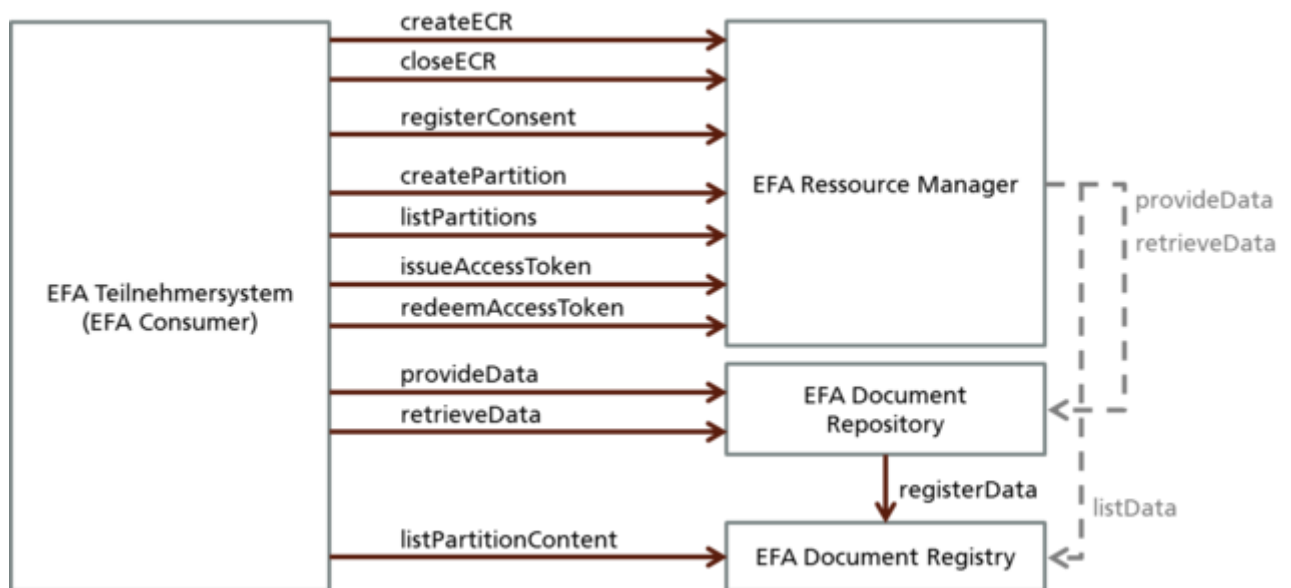 createECR
closeECR
registerConsent
createPartition
listPartitions
issueAccessToken
redeemAccessToken
EFA Teilnehmersystem
(EFA Consumer)
EFA Ressource Manager
provideData
retrieveData
provideData
retrieveData
EFA Document
Repository
registerData
listData
listPartitionContent
EFA Document Registry